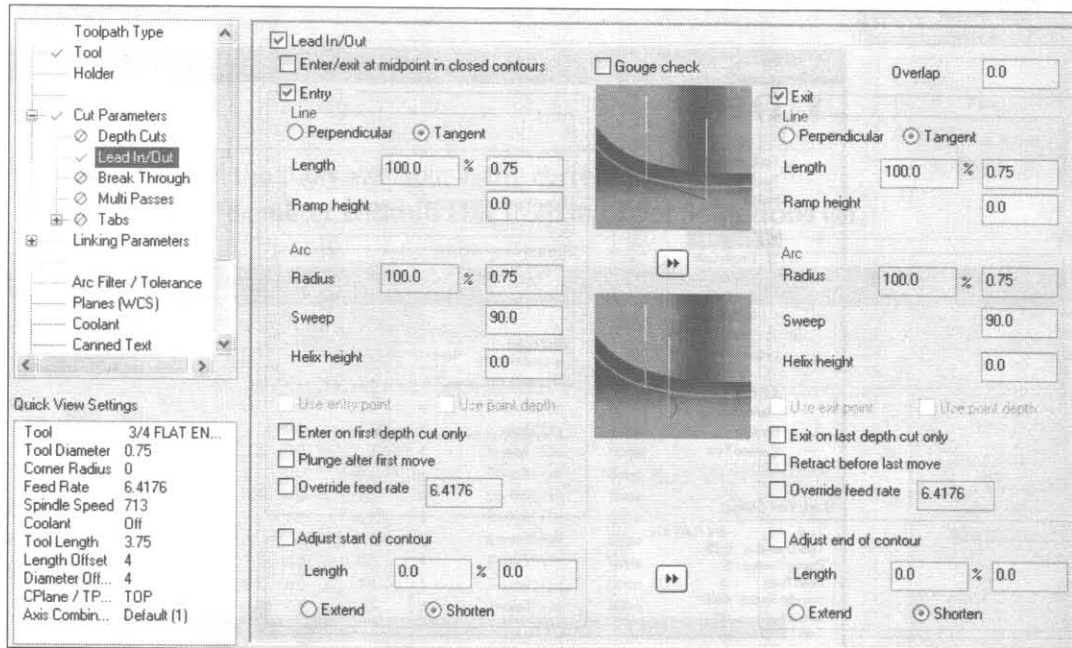 Toolpath Type
Tool
Holder
Cut Parameters
Depth Cuts
Lead In/Out
Break Through
Multi Passes
Tabs
Linking Parameters
Arc Filter / Tolerance
Planes (WCS)
Coolant
Canned Text
Quick View Settings
Tool 3/4 FLAT EN...
Tool Diameter 0.75
Corner Radius 0
Feed Rate 6.4176
Spindle Speed 713
Coolant Off
Tool Length 3.75
Length Offset 4
Diameter Off... 4
CPlane / TP... TOP
Axis Combin... Default (1)
Lead In/Out
Enter/exit at midpoint in closed contours
Gouge check
Overlap 0.0
Entry
Line
Perpendicular Tangent
Length 100.0 % 0.75
Ramp height 0.0
Arc
Radius 100.0 % 0.75
Sweep 90.0
Helix height 0.0
Use entry point Use point depth
Enter on first depth cut only
Plunge after first move
Override feed rate 6.4176
Adjust start of contour
Length 0.0 % 0.0
Extend Shorten
Exit
Line
Perpendicular Tangent
Length 100.0 % 0.75
Ramp height 0.0
Arc
Radius 100.0 % 0.75
Sweep 90.0
Helix height 0.0
Use exit point Use point depth
Exit on last depth cut only
Retract before last move
Override feed rate 6.4176
Adjust end of contour
Length 0.0 % 0.0
Extend Shorten